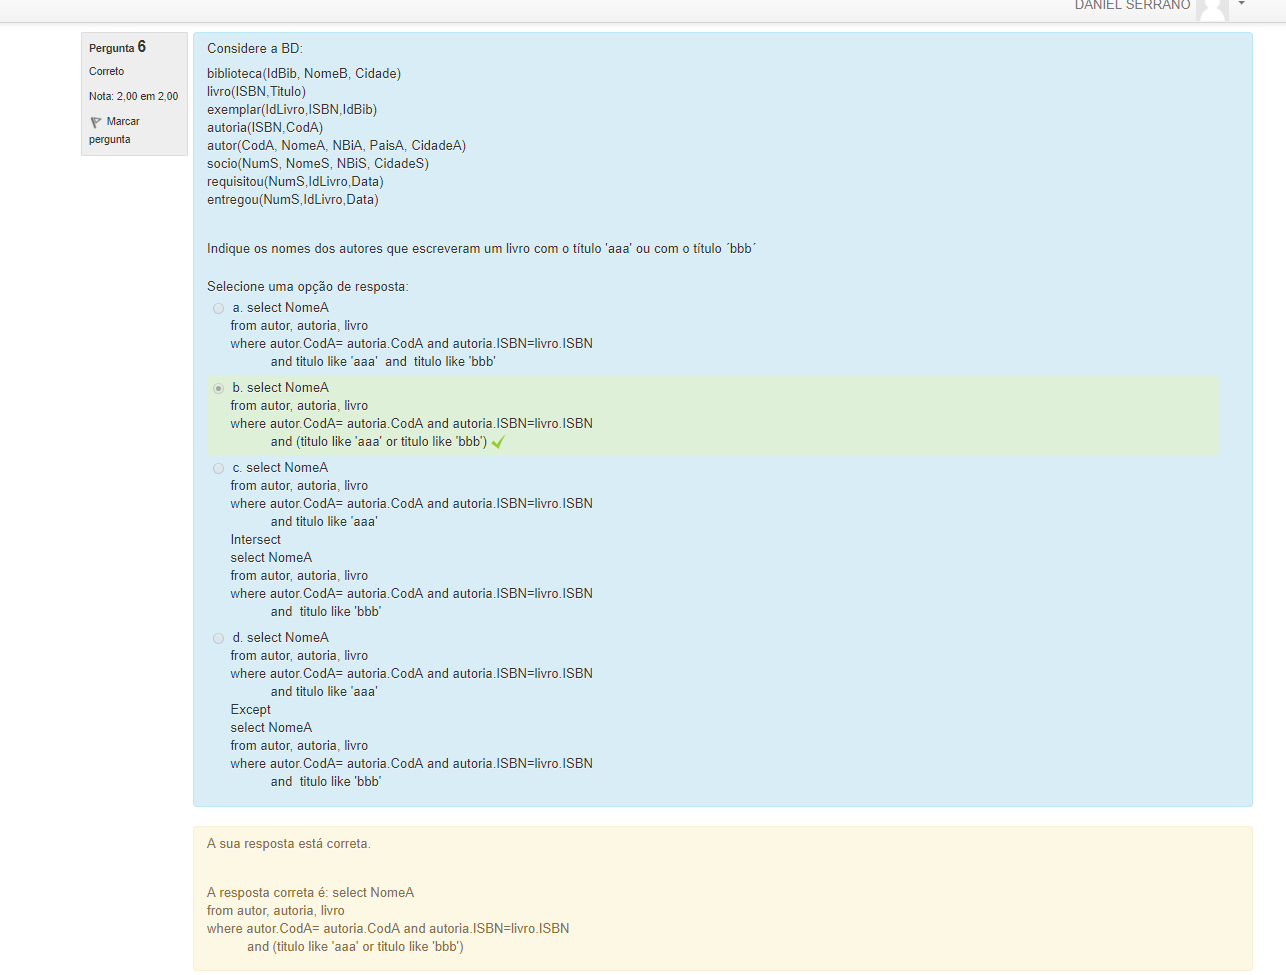 DANIEL SERRANO
Pergunta 6
Correto
Nota: 2,00 em 2,00
Marcar
pergunta
Considere a BD:
biblioteca(IdBib, NomeB, Cidade)
livro(ISBN,Titulo)
exemplar(IdLivro,ISBN,IdBib)
autoria(ISBN,CodA)
autor(CodA, NomeA, NBiA, PaisA, CidadeA)
socio(NumS, NomeS, NBiS, CidadeS)
requisitou(NumS,IdLivro,Data)
entregou(NumS,IdLivro,Data)
Indique os nomes dos autores que escreveram um livro com o título 'aaa' ou com o título ´bbb´
Selecione uma opção de resposta:
a. select NomeA
from autor, autoria, livro
where autor.CodA= autoria.CodA and autoria.ISBN=livro.ISBN
and titulo like 'aaa'  and  titulo like 'bbb'
b. select NomeA
from autor, autoria, livro
where autor.CodA= autoria.CodA and autoria.ISBN=livro.ISBN
and (titulo like 'aaa' or titulo like 'bbb')
c. select NomeA
from autor, autoria, livro
where autor.CodA= autoria.CodA and autoria.ISBN=livro.ISBN
and titulo like 'aaa'
Intersect
select NomeA
from autor, autoria, livro
where autor.CodA= autoria.CodA and autoria.ISBN=livro.ISBN
and  titulo like 'bbb'
d. select NomeA
from autor, autoria, livro
where autor.CodA= autoria.CodA and autoria.ISBN=livro.ISBN
and titulo like 'aaa'
Except
select NomeA
from autor, autoria, livro
where autor.CodA= autoria.CodA and autoria.ISBN=livro.ISBN
and  titulo like 'bbb'
A sua resposta está correta.
A resposta correta é: select NomeA
from autor, autoria, livro
where autor.CodA= autoria.CodA and autoria.ISBN=livro.ISBN
and (titulo like 'aaa' or titulo like 'bbb')